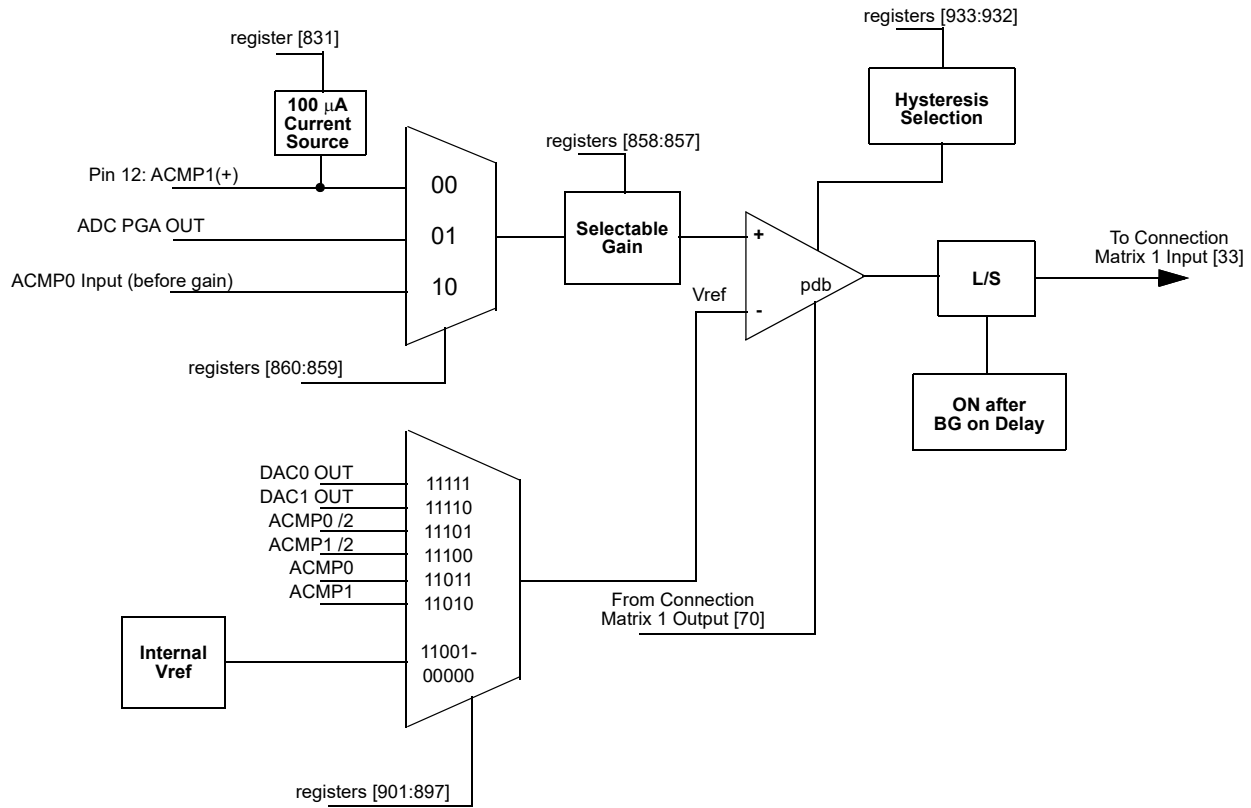 registers [933:932]
register [831]
100 μA
Current
Source
Hysteresis
Selection
registers [858:857]
Pin 12: ACMP1(+)
00
ADC PGA OUT
01
Selectable
Gain
+
To Connection
Matrix 1 Input [33]
ACMP0 Input (before gain)
10
Vref
pdb
-
L/S
registers [860:859]
ON after
BG on Delay
DAC0 OUT
11111
DAC1 OUT
11110
ACMP0 /2
11101
ACMP1 /2
11100
ACMP0
11011
ACMP1
11010
From Connection
Matrix 1 Output [70]
Internal
Vref
11001-
00000
registers [901:897]